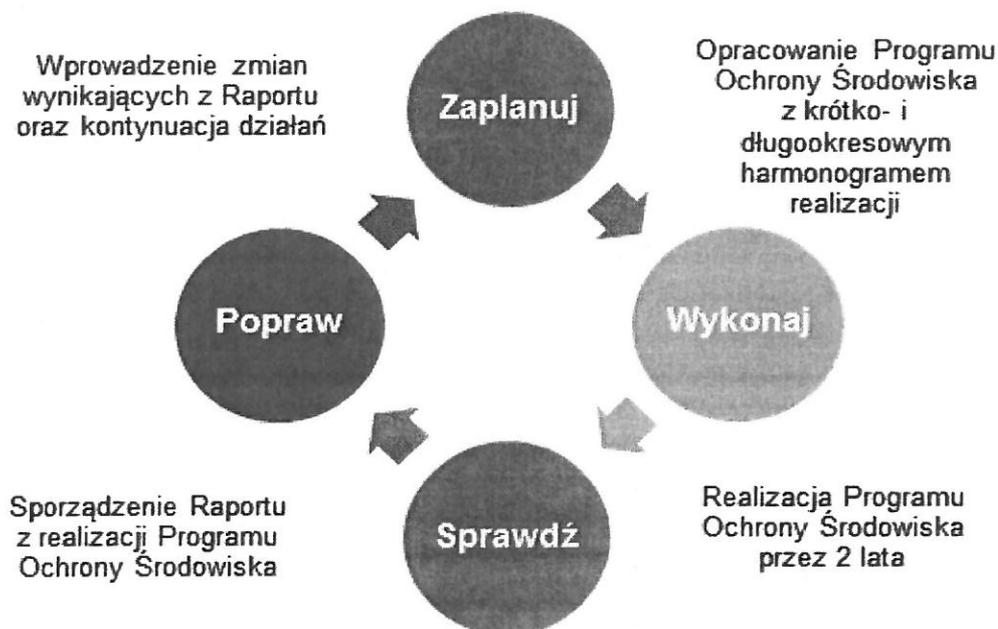 Wprowadzenie zmian
wynikających z Raportu
oraz kontynuacja działań
Zaplanuj
Opracowanie Programu
Ochrony Środowiska
z krótko- i
długookresowym
harmonogramem
realizacji
Popraw
Wykonaj
Sporządzenie Raportu
z realizacji Programu
Ochrony Środowiska
Sprawdź
Realizacja Programu
Ochrony Środowiska
przez 2 lata